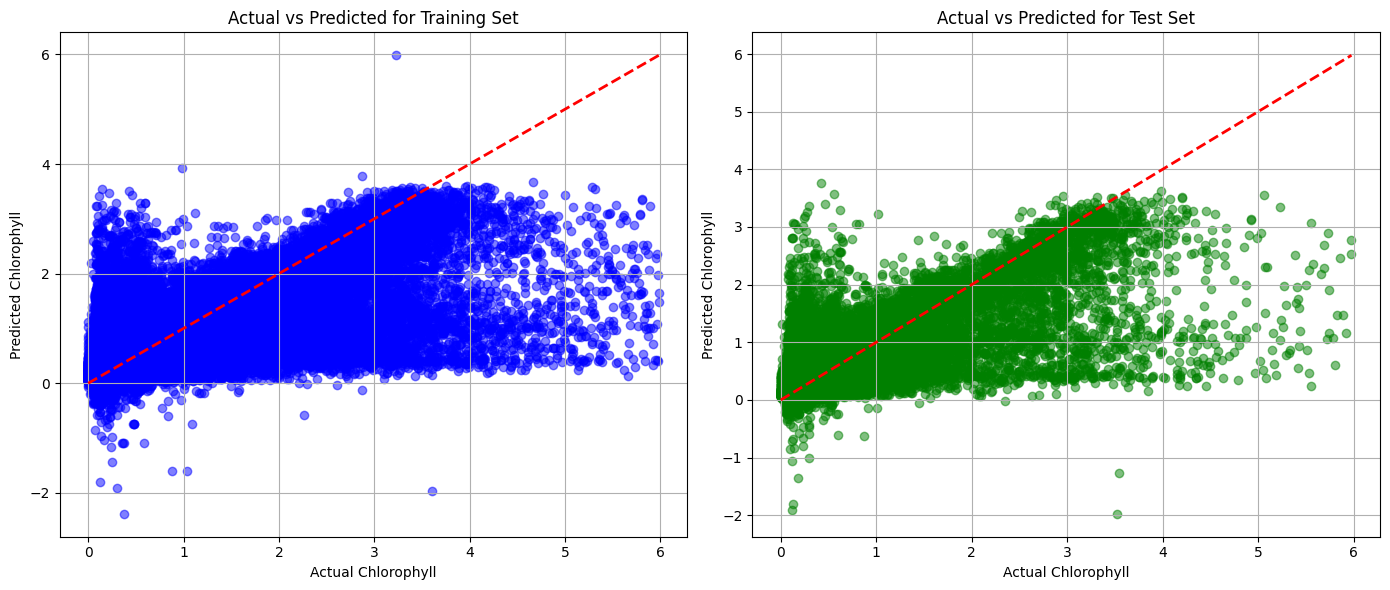 Actual vs Predicted for Training Set
Predicted Chlorophyll
6
4
2
0
−2
0 1 2 3 4 5 6
Actual Chlorophyll
Actual vs Predicted for Test Set
Predicted Chlorophyll
6
5
4
3
2
1
0
−1
−2
0 1 2 3 4 5 6
Actual Chlorophyll